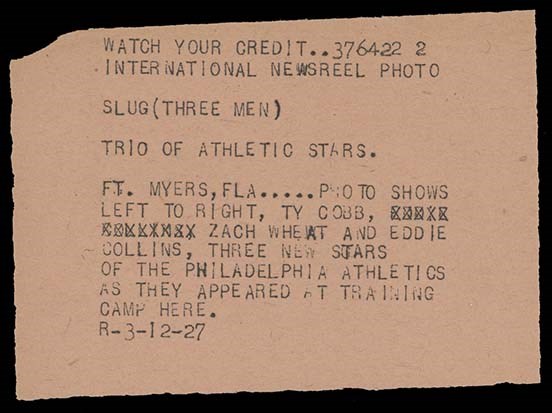 WATCH YOUR CREDIT..376422 2
INTERNATIONAL NEWSREEL PHOTO
SLUG(THREE MEN)
TRIO OF ATHLETIC STARS.
FT. MYERS,FLA.....PHOTO SHOWS
LEFT TO RIGHT, TY COBB,
ZACH WHEAT AND EDDIE
COLLINS, THREE NEW STARS
OF THE PHILADELPHIA ATHLETICS
AS THEY APPEARED AT TRAINING
CAMP HERE.
R-3-12-27